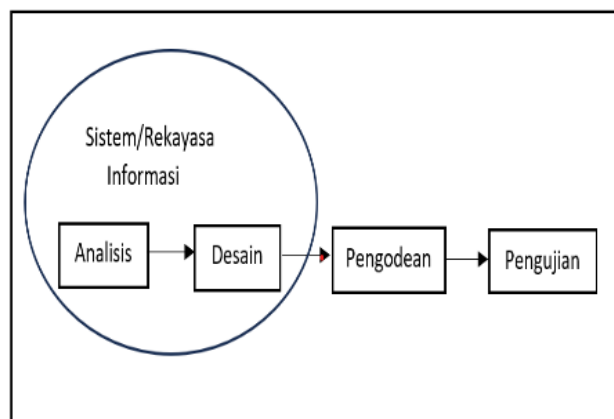 Sistem/Rekayasa
Informasi
Analisis
Desain
Pengodean
Pengujian